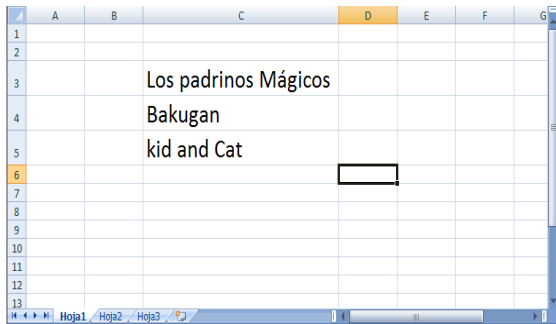 A B C D E F G
1
2
3 Los padrinos Mágicos
4 Bakugan
5 kid and Cat
6
7
8
9
10
11
12
13
Hoja1 Hoja2 Hoja3